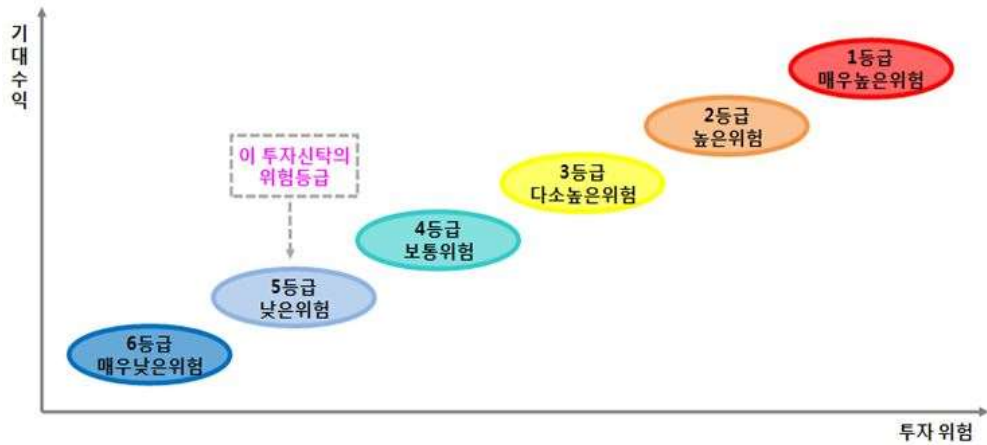 기대수익
1등급
매우높은위험
2등급
높은위험
이 투자신탁의
위험등급
3등급
다소높은위험
4등급
보통위험
5등급
낮은위험
6등급
매우낮은위험
투자 위험